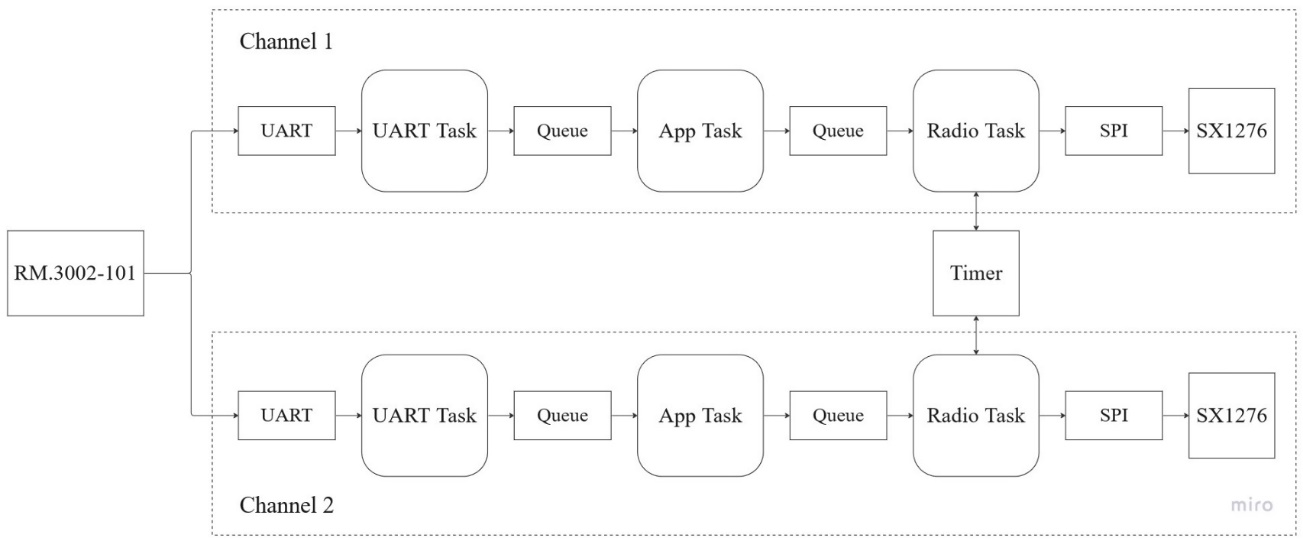 Channel 1
UART
UART Task
Queue
App Task
Queue
Radio Task
SPI
SX1276
RM.3002-101
Timer
UART
UART Task
Queue
App Task
Queue
Radio Task
SPI
SX1276
Channel 2
miro